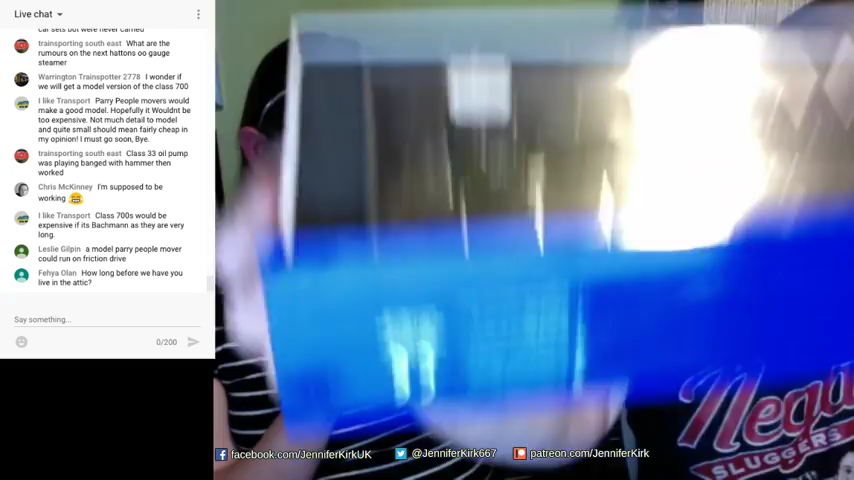 Live chat
car sets but were never carried
trainsporting south east What are the
rumours on the next hattons oo gauge
steamer
Warrington Trainspotter 2778 I wonder if
we will get a model version of the class 700
I like Transport Parry People movers would
make a good model. Hopefully it Wouldnt be
too expensive. Not much detail to model
and quite small should mean fairly cheap in
my opinion! I must go soon, Bye.
trainsporting south east Class 33 oil pump
was playing banged with hammer then
worked
Chris McKinney I'm supposed to be
working
I like Transport Class 700s would be
expensive if its Bachmann as they are very
long.
Leslie Gilpin a model parry people mover
could run on friction drive
Fehya Olan How long before we have you
live in the attic?
Say something...
0/200
SLUGGERS
facebook.com/JenniferKirkUK
@JenniferKirk667
patreon.com/JenniferKirk